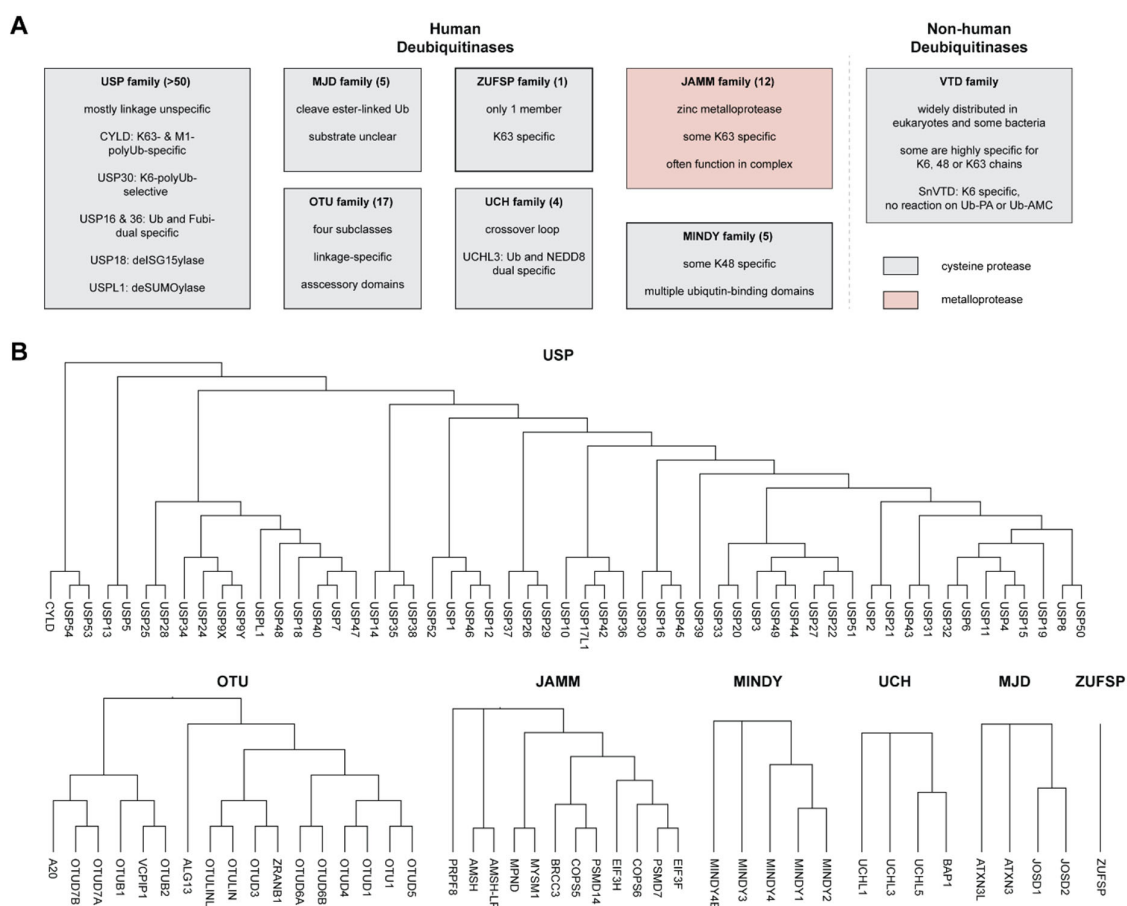 A
Human
Deubiquitinases
Non-human
Deubiquitinases
USP family (>50)
mostly linkage unspecific
CYLD: K63- & M1-
polyUb-specific
USP30: K6-polyUb-
selective
USP16 & 36: Ub and Fubi-
dual specific
USP18: deISG15ylase
USPL1: deSUMOylase
MJD family (5)
cleave ester-linked Ub
substrate unclear
OTU family (17)
four subclasses
linkage-specific
asscessory domains
ZUFSP family (1)
only 1 member
K63 specific
UCH family (4)
crossover loop
UCHL3: Ub and NEDD8
dual specific
JAMM family (12)
zinc metalloprotease
some K63 specific
often function in complex
MINDY family (5)
some K48 specific
multiple ubiqutin-binding domains
VTD family
widely distributed in
eukaryotes and some bacteria
some are highly specific for
K6, 48 or K63 chains
SnVTD: K6 specific,
no reaction on Ub-PA or Ub-AMC
cysteine protease
metalloprotease
B
USP
CYLD
USP54
USP53
USP13
USP5
USP25
USP28
USP34
USP24
USP9X
USP9Y
USPL1
USP48
USP18
USP40
USP7
USP47
USP14
USP35
USP38
USP52
USP1
USP46
USP12
USP37
USP26
USP29
USP10
USP17L1
USP42
USP36
USP30
USP16
USP45
USP39
USP33
USP20
USP3
USP49
USP44
USP27
USP22
USP51
USP2
USP21
USP43
USP31
USP32
USP6
USP11
USP4
USP15
USP19
USP8
USP50
OTU
A20
OTUD7B
OTUD7A
OTUB1
VCPIP1
OTUB2
ALG13
OTULINL
OTULIN
OTUD3
ZRANB1
OTUD6A
OTUD6B
OTUD4
OTUD1
OTU1
OTUD5
JAMM
PRPF8
AMSH
AMSH-LP
MPND
MYSM1
BRCC3
COPS5
PSMD14
EIF3H
COPS6
PSMD7
EIF3F
MINDY
MINDY4B
MINDY3
MINDY4
MINDY1
MINDY2
UCH
UCHL1
UCHL3
UCHL5
BAP1
MJD
ATXN3L
ATXN3
JOSD1
JOSD2
ZUFSP
ZUFSP